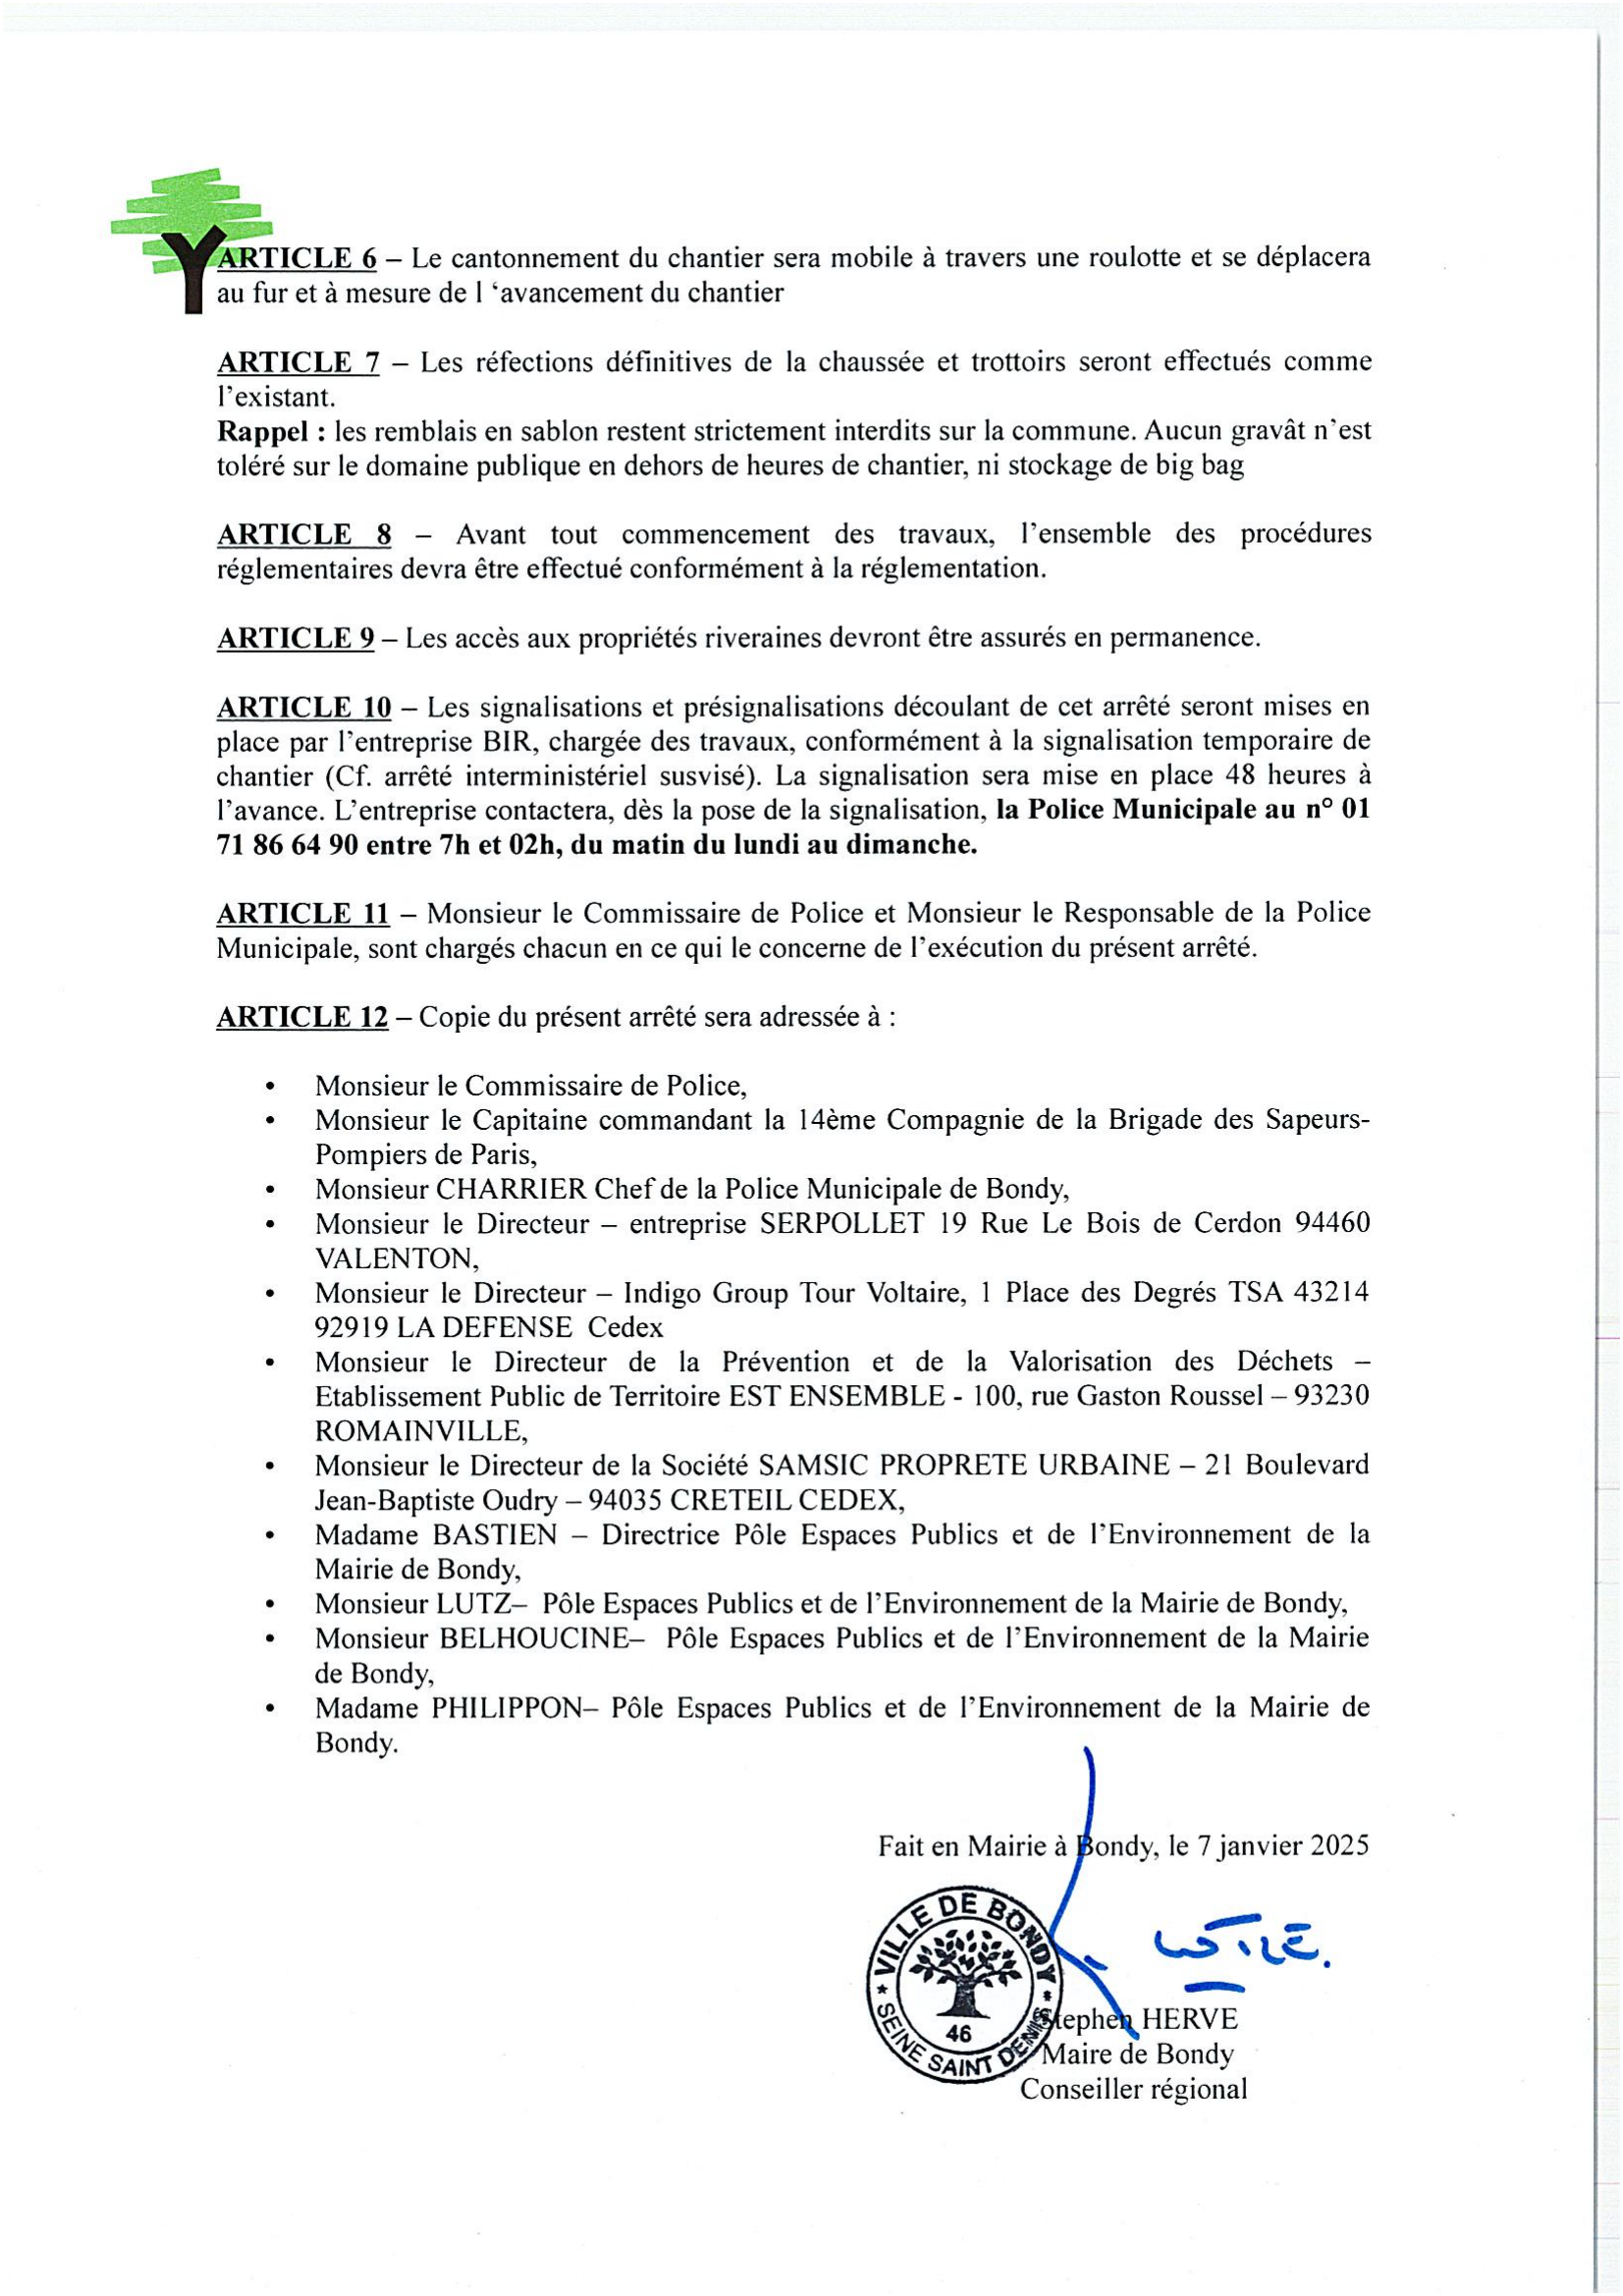 ARTICLE 6 – Le cantonnement du chantier sera mobile à travers une roulotte et se déplacera
au fur et à mesure de l ‘avancement du chantier
ARTICLE 7 – Les réfections définitives de la chaussée et trottoirs seront effectués comme
l’existant.
Rappel : les remblais en sablon restent strictement interdits sur la commune. Aucun gravât n’est
toléré sur le domaine publique en dehors de heures de chantier, ni stockage de big bag
ARTICLE 8 – Avant tout commencement des travaux, l’ensemble des procédures
réglementaires devra être effectué conformément à la réglementation.
ARTICLE 9 – Les accès aux propriétés riveraines devront être assurés en permanence.
ARTICLE 10 – Les signalisations et présignalisations découlant de cet arrêté seront mises en
place par l’entreprise BIR, chargée des travaux, conformément à la signalisation temporaire de
chantier (Cf. arrêté interministériel susvisé). La signalisation sera mise en place 48 heures à
l’avance. L’entreprise contactera, dès la pose de la signalisation, la Police Municipale au n° 01
71 86 64 90 entre 7h et 02h, du matin du lundi au dimanche.
ARTICLE 11 – Monsieur le Commissaire de Police et Monsieur le Responsable de la Police
Municipale, sont chargés chacun en ce qui le concerne de l’exécution du présent arrêté.
ARTICLE 12 – Copie du présent arrêté sera adressée à :
• Monsieur le Commissaire de Police,
• Monsieur le Capitaine commandant la 14ème Compagnie de la Brigade des Sapeurs-
Pompiers de Paris,
• Monsieur CHARRIER Chef de la Police Municipale de Bondy,
• Monsieur le Directeur – entreprise SERPOLLET 19 Rue Le Bois de Cerdon 94460
VALENTON,
• Monsieur le Directeur – Indigo Group Tour Voltaire, 1 Place des Degrés TSA 43214
92919 LA DEFENSE Cedex
• Monsieur le Directeur de la Prévention et de la Valorisation des Déchets –
Etablissement Public de Territoire EST ENSEMBLE - 100, rue Gaston Roussel – 93230
ROMAINVILLE,
• Monsieur le Directeur de la Société SAMSIC PROPRETE URBAINE – 21 Boulevard
Jean-Baptiste Oudry – 94035 CRETEIL CEDEX,
• Madame BASTIEN – Directrice Pôle Espaces Publics et de l’Environnement de la
Mairie de Bondy,
• Monsieur LUTZ– Pôle Espaces Publics et de l’Environnement de la Mairie de Bondy,
• Monsieur BELHOUCINE– Pôle Espaces Publics et de l’Environnement de la Mairie
de Bondy,
• Madame PHILIPPON– Pôle Espaces Publics et de l’Environnement de la Mairie de
Bondy.
Fait en Mairie à Bondy, le 7 janvier 2025
VILLE DE BONDY
46
SEINE SAINT DENIS
Stephen HERVE
Maire de Bondy
Conseiller régional